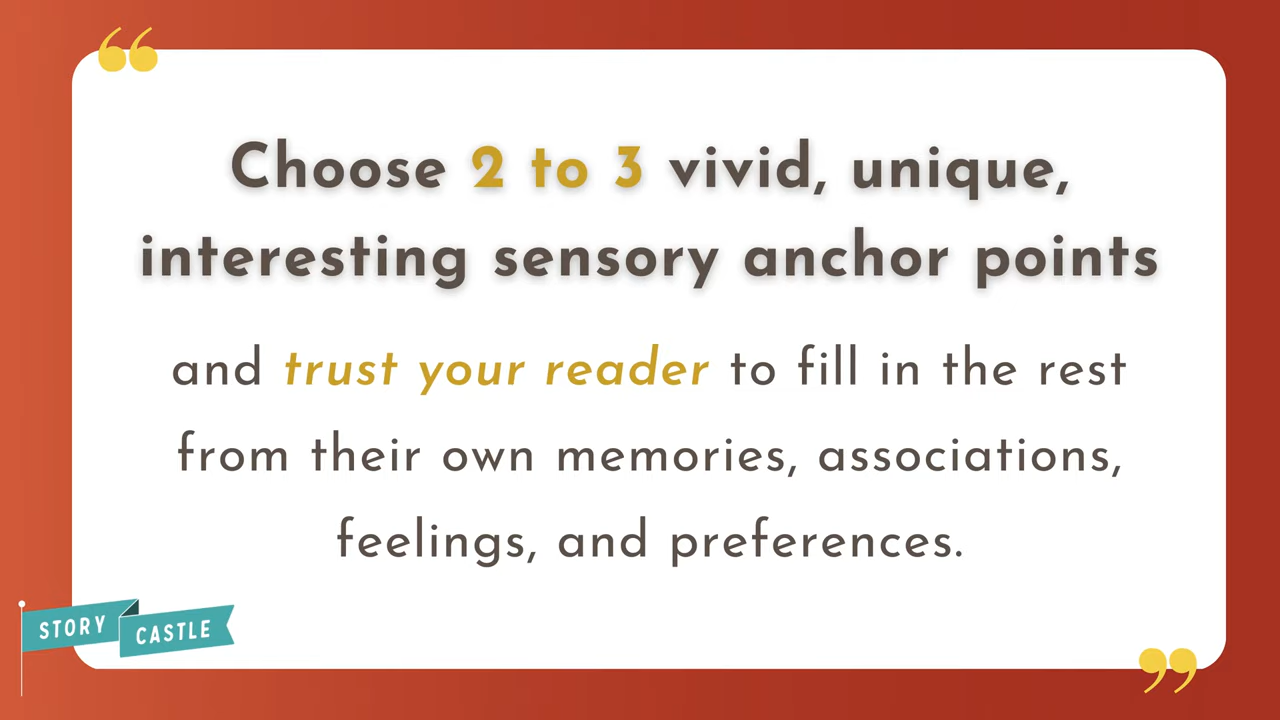 “
Choose 2 to 3 vivid, unique,
interesting sensory anchor points
and trust your reader to fill in the rest
from their own memories, associations,
feelings, and preferences.
STORY CASTLE
”